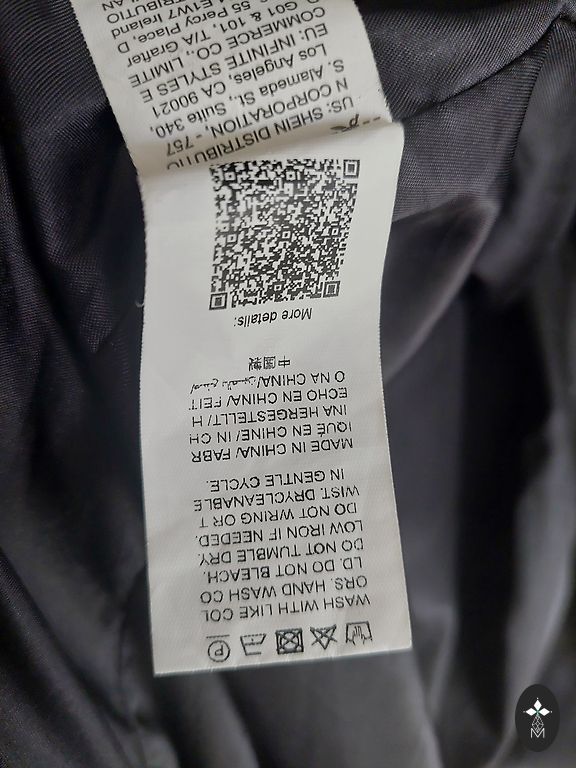 P
WASH WITH LIKE COL
ORS. HAND WASH CO
LD. DO NOT BLEACH.
DO NOT TUMBLE DRY.
LOW IRON IF NEEDED.
DO NOT WRING OR T
WIST. DRYCLEANABLE
IN GENTLE CYCLE.
MADE IN CHINA/ FABR
IQUÉ EN CHINE/ IN CH
INA HERGESTELLT/ H
ECHO EN CHINA/ FEIT
O NA CHINA/
中國製
More details:
US: SHEIN DISTRIBUTIO
N CORPORATION, - 757
S. Alameda St., Suite 340,
Los Angeles, CA 90021
EU: INFINITE STYLES E
COMMERCE CO., LIMITE
G01 & 101, T/A Grafter
55 Percy Place, D
E1W7 Ireland
M